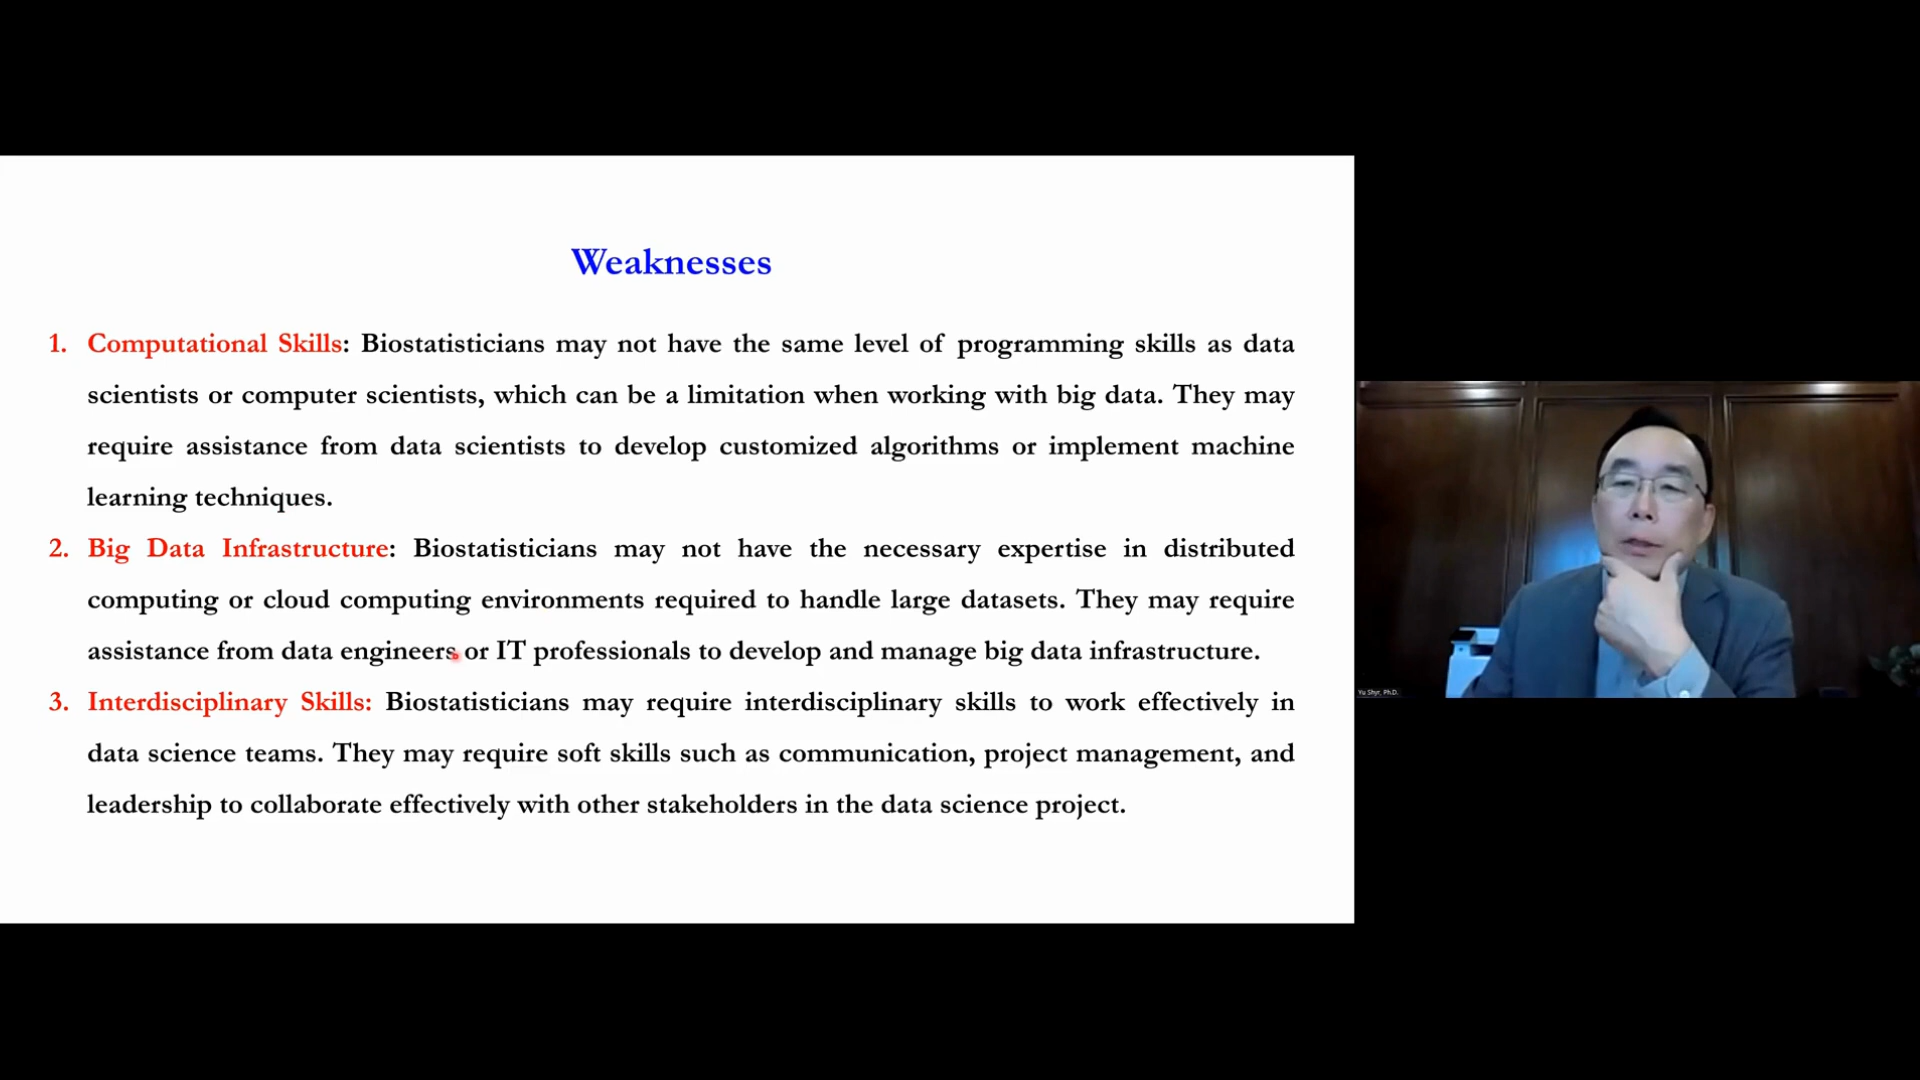 Weaknesses
1. Computational Skills: Biostatisticians may not have the same level of programming skills as data
scientists or computer scientists, which can be a limitation when working with big data. They may
require assistance from data scientists to develop customized algorithms or implement machine
learning techniques.
2. Big Data Infrastructure: Biostatisticians may not have the necessary expertise in distributed
computing or cloud computing environments required to handle large datasets. They may require
assistance from data engineers or IT professionals to develop and manage big data infrastructure.
3. Interdisciplinary Skills: Biostatisticians may require interdisciplinary skills to work effectively in
data science teams. They may require soft skills such as communication, project management, and
leadership to collaborate effectively with other stakeholders in the data science project.
Yu Shyr, Ph.D.